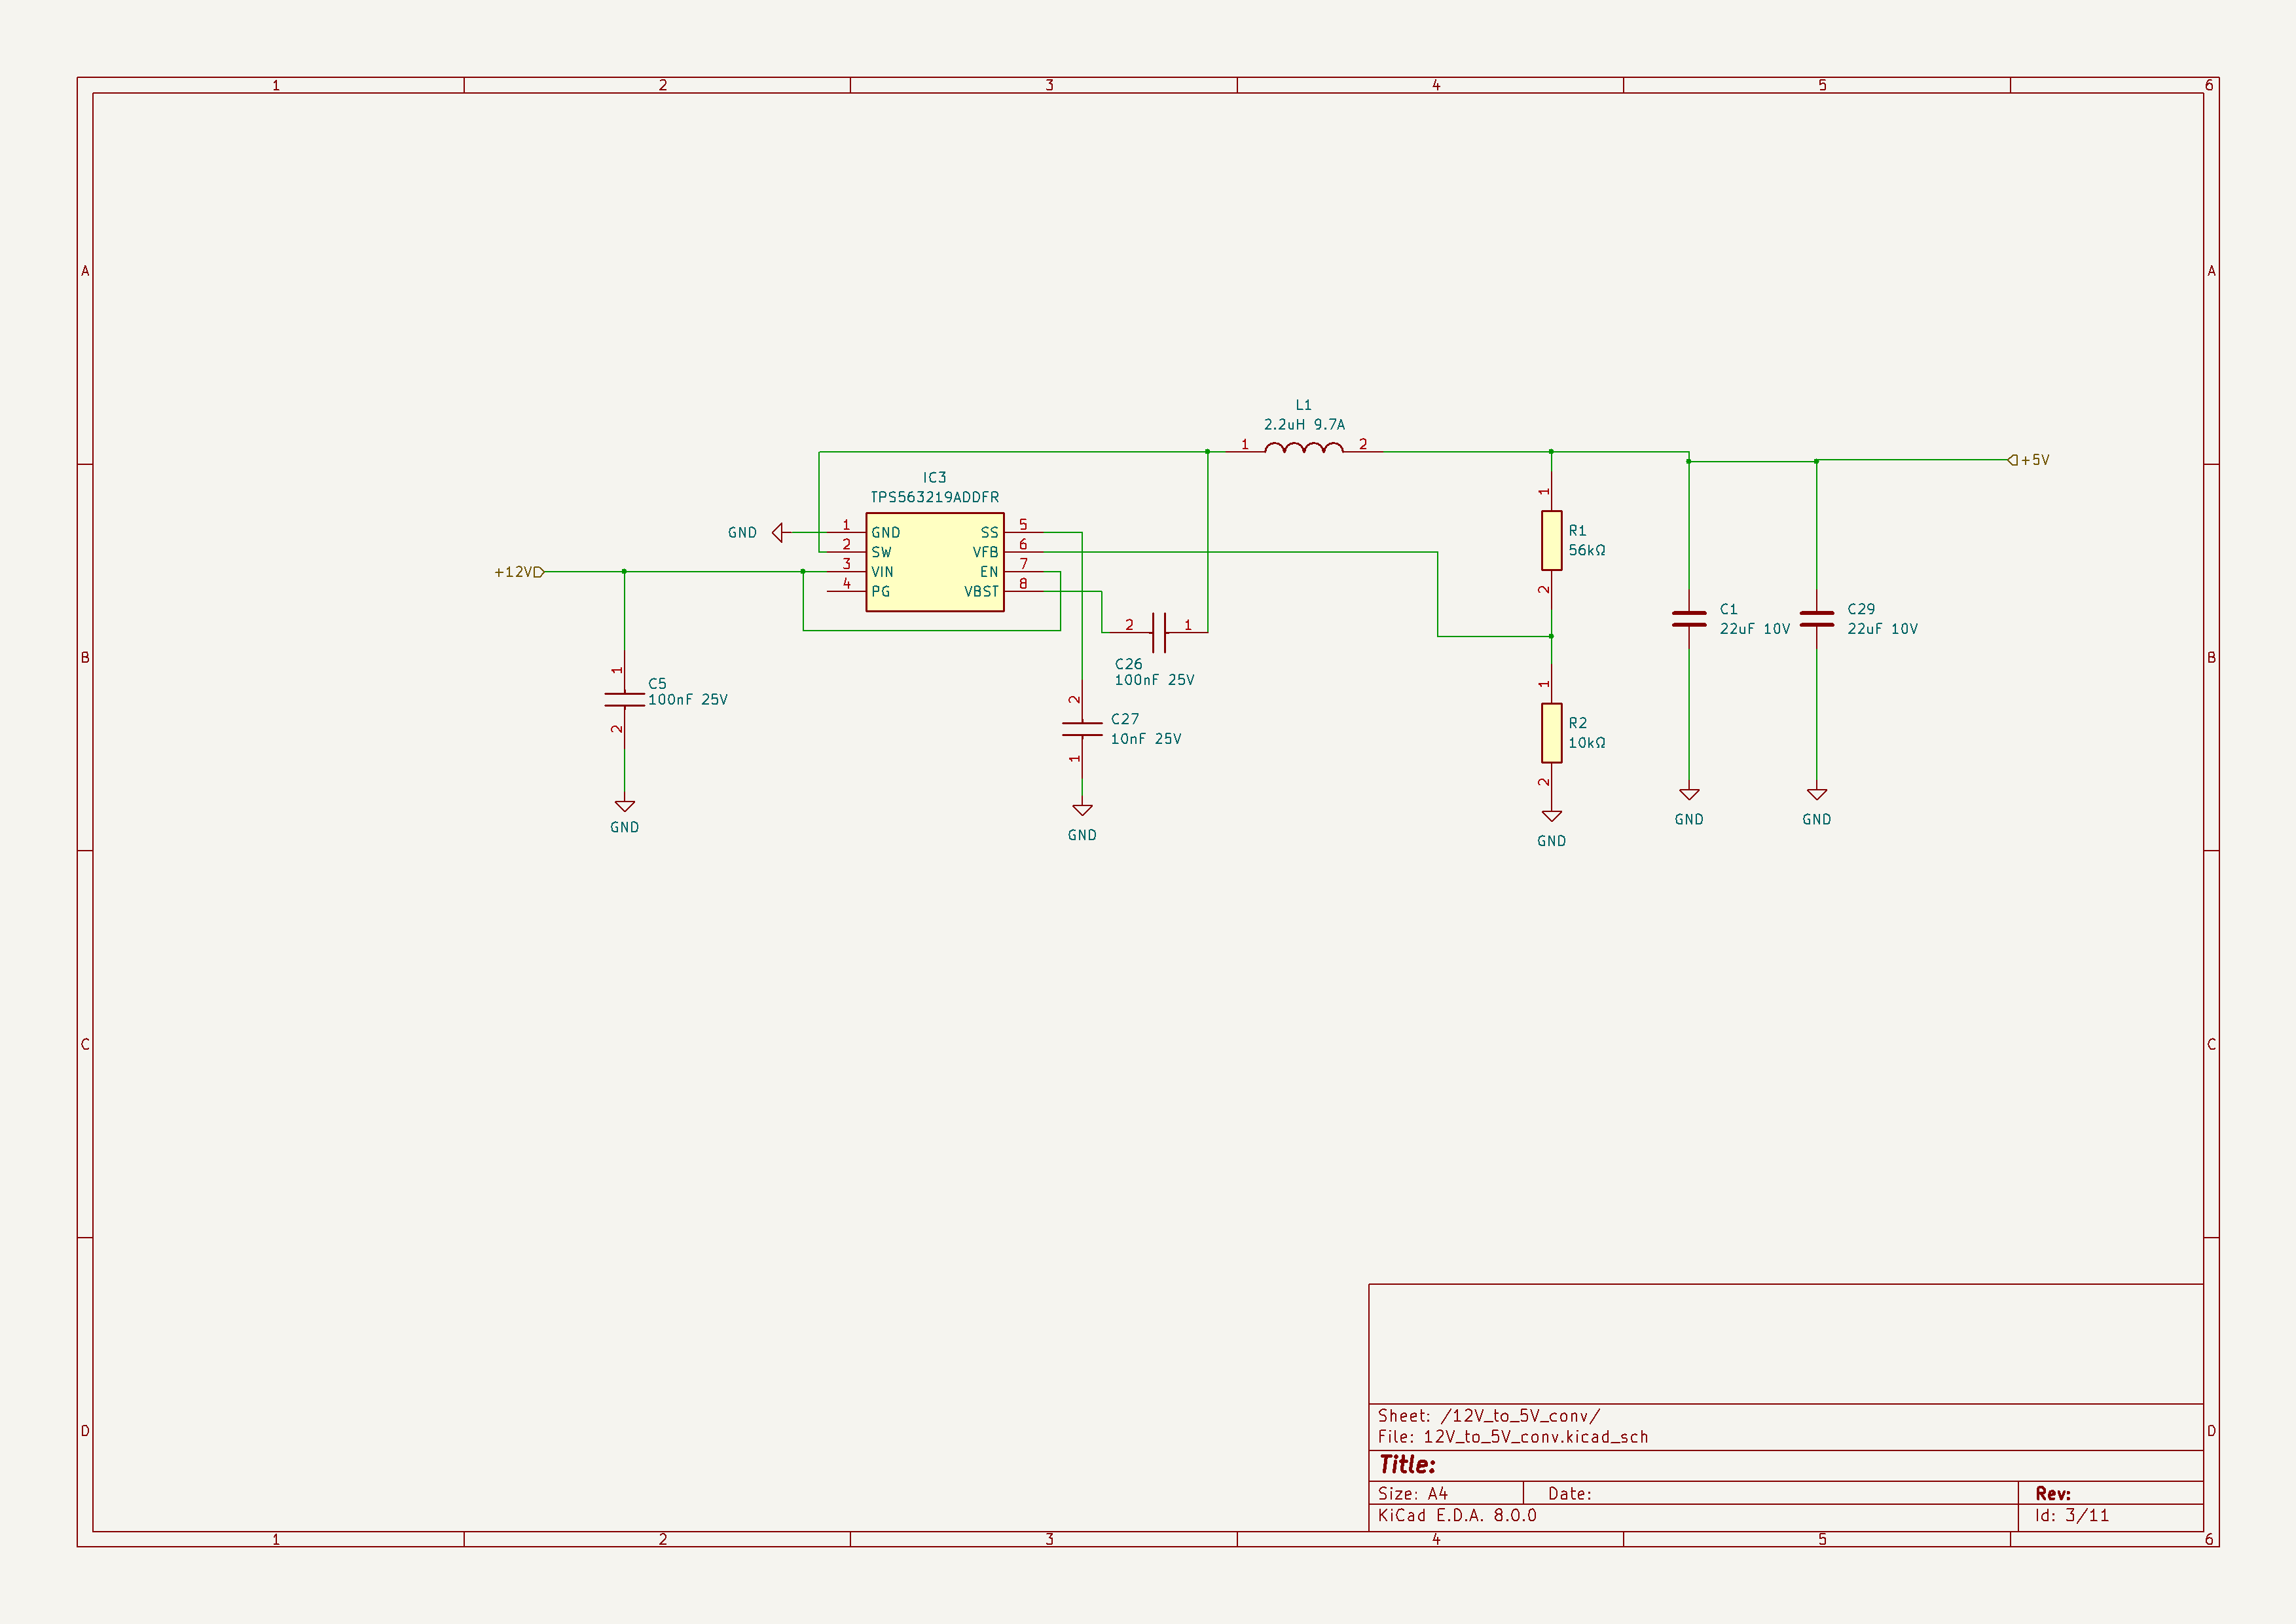 1 2 3 4 5 6
A A
L1
2.2uH 9.7A
1 2
+5V
IC3
TPS563219ADDFR
1
R1
56kΩ
2
GND
1 GND SS 5
2 SW VFB 6
+12V
3 VIN EN 7
4 PG VBST 8
C1
22uF 10V
C29
22uF 10V
2 1
C26
100nF 25V
B B
1
C5
100nF 25V
2
2
C27
10nF 25V
1
1
R2
10kΩ
2
GND
GND
GND
GND
GND
C C
Sheet: /12V_to_5V_conv/
File: 12V_to_5V_conv.kicad_sch
D D
Title:
Size: A4 Date: Rev:
KiCad E.D.A. 8.0.0 Id: 3/11
1 2 3 4 5 6